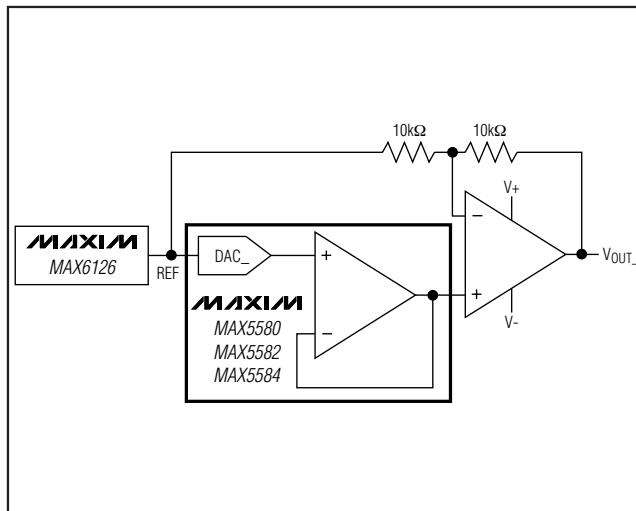 10kΩ
10kΩ
V+
MAXIM
MAX6126
REF
DAC_
+
−
−
+
VOUT_
V-
MAXIM
MAX5580
MAX5582
MAX5584